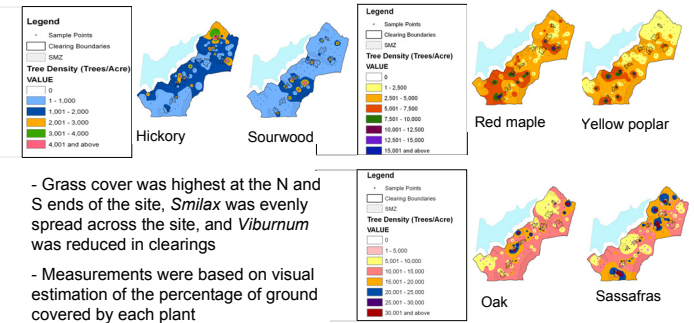 Legend
Sample Points
Clearing Boundaries
SMZ
Tree Density (Trees/Acre)
VALUE
0
1 - 1,000
1,001 - 2,000
2,001 - 3,000
3,001 - 4,000
4,001 and above
Hickory
Sourwood
Legend
Sample Points
Clearing Boundaries
SMZ
Tree Density (Trees/Acre)
VALUE
0
1 - 2,500
2,501 - 5,000
5,001 - 7,500
7,501 - 10,000
10,001 - 12,500
12,501 - 15,000
15,001 and above
Red maple
Yellow poplar
- Grass cover was highest at the N and
S ends of the site, Smilax was evenly
spread across the site, and Viburnum
was reduced in clearings
- Measurements were based on visual
estimation of the percentage of ground
covered by each plant
Legend
Sample Points
Clearing Boundaries
SMZ
Tree Density (Trees/Acre)
VALUE
0
1 - 5,000
5,001 - 10,000
10,001 - 15,000
15,001 - 20,000
20,001 - 25,000
25,001 - 30,000
30,001 and above
Oak
Sassafras